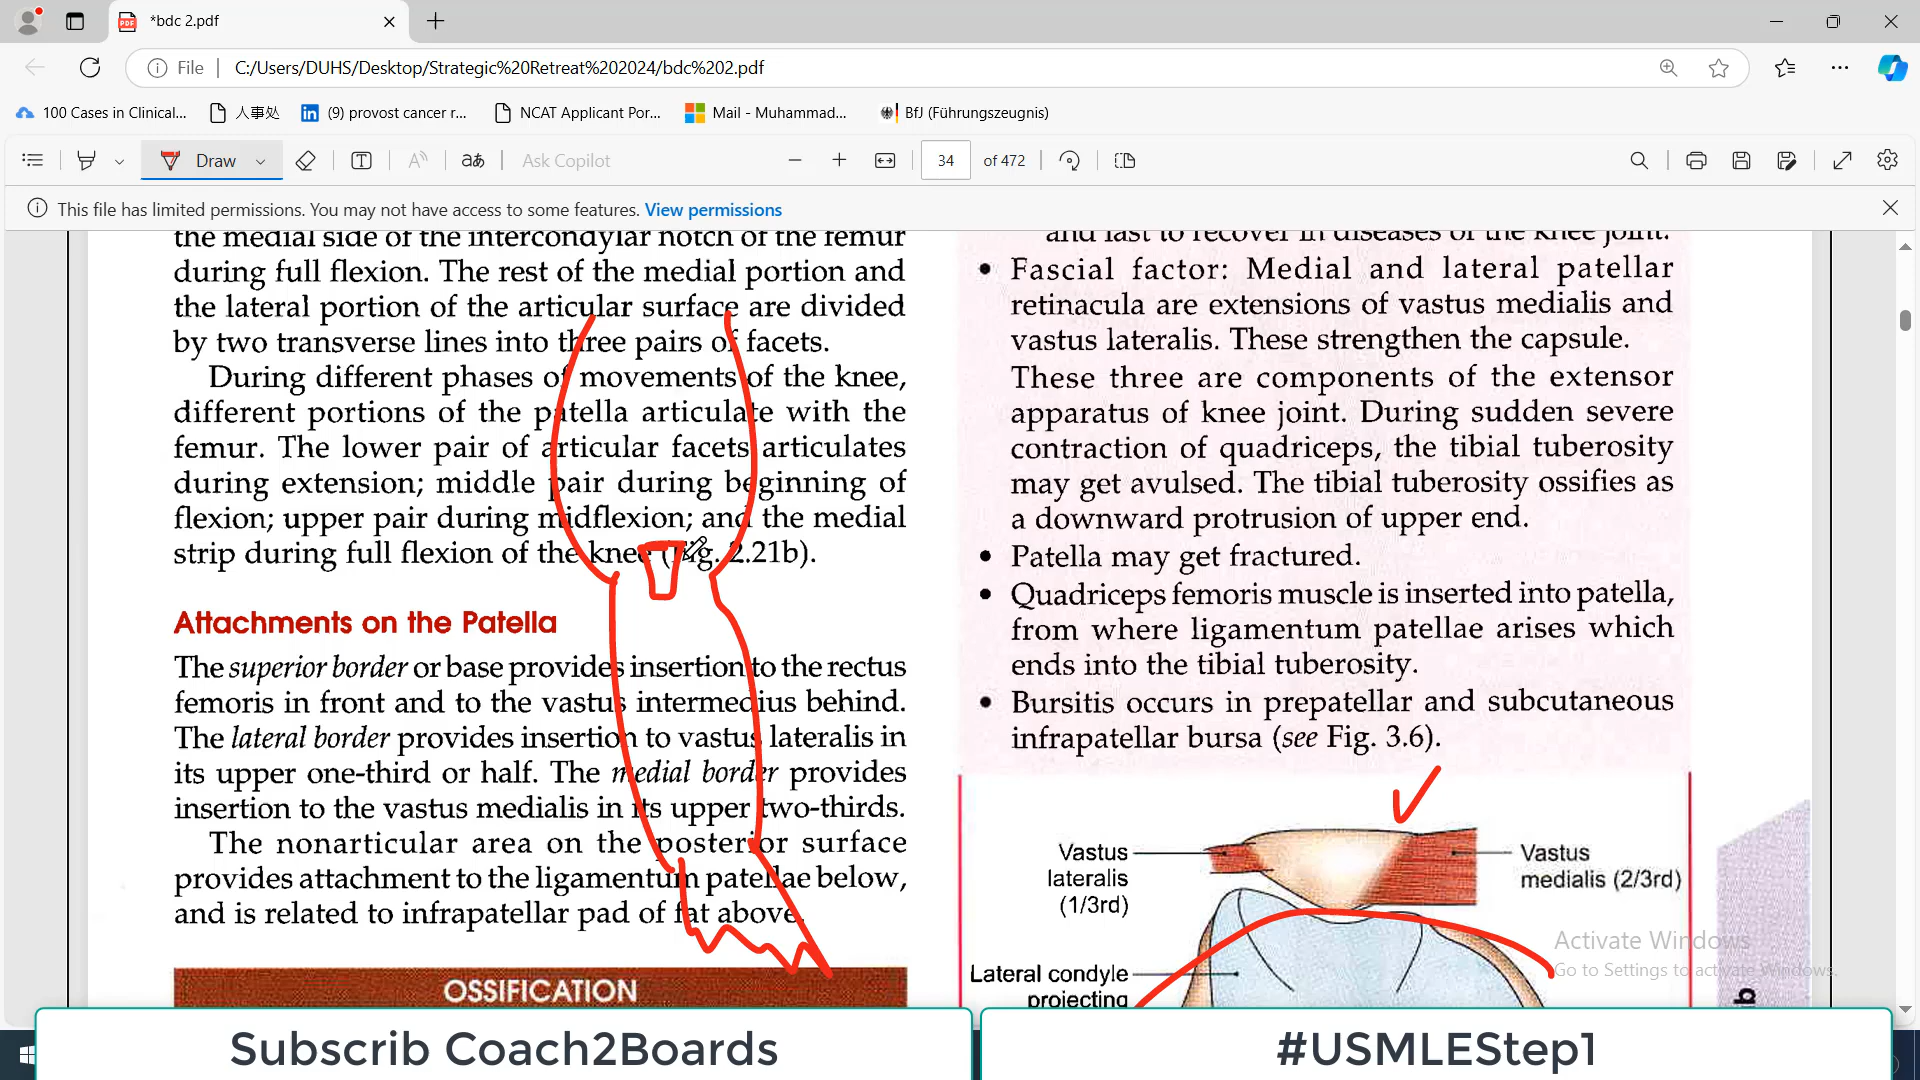 *bdc 2.pdf
File
C:/Users/DUHS/Desktop/Strategic%20Retreat%202024/bdc%202.pdf
100 Cases in Clinical...
人事处
(9) provost cancer r...
NCAT Applicant Por...
Mail - Muhammad...
BfJ (Führungszeugnis)
Draw
Ask Copilot
34 of 472
This file has limited permissions. You may not have access to some features. View permissions
the medial side of the intercondylar notch of the femur
during full flexion. The rest of the medial portion and
the lateral portion of the articular surface are divided
by two transverse lines into three pairs of facets.
During different phases of movements of the knee,
different portions of the patella articulate with the
femur. The lower pair of articular facets articulates
during extension; middle pair during beginning of
flexion; upper pair during midflexion; and the medial
strip during full flexion of the knee (Fig. 2.21b).
Attachments on the Patella
The superior border or base provides insertion to the rectus
femoris in front and to the vastus intermedius behind.
The lateral border provides insertion to vastus lateralis in
its upper one-third or half. The medial border provides
insertion to the vastus medialis in its upper two-thirds.
The nonarticular area on the posterior surface
provides attachment to the ligamentum patellae below,
and is related to infrapatellar pad of fat above.
OSSIFICATION
and last to recover in diseases of the knee joint.
• Fascial factor: Medial and lateral patellar
retinacula are extensions of vastus medialis and
vastus lateralis. These strengthen the capsule.
These three are components of the extensor
apparatus of knee joint. During sudden severe
contraction of quadriceps, the tibial tuberosity
may get avulsed. The tibial tuberosity ossifies as
a downward protrusion of upper end.
• Patella may get fractured.
• Quadriceps femoris muscle is inserted into patella,
from where ligamentum patellae arises which
ends into the tibial tuberosity.
• Bursitis occurs in prepatellar and subcutaneous
infrapatellar bursa (see Fig. 3.6).
Vastus
lateralis
(1/3rd)
Vastus
medialis (2/3rd)
Lateral condyle
projecting
Activate Windows
Go to Settings to activate Windows.
Subscrib Coach2Boards
#USMLEStep1